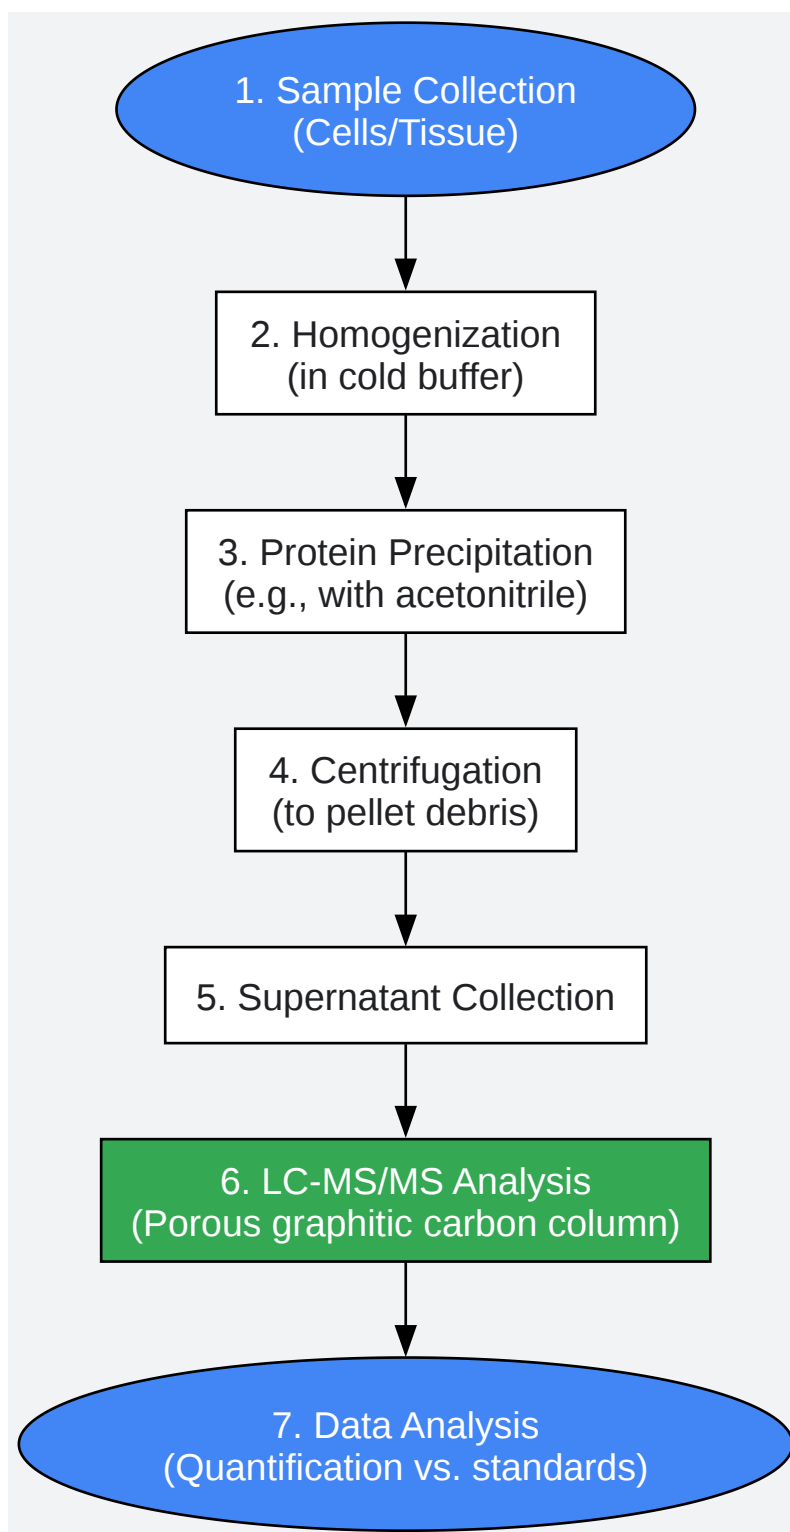 1. Sample Collection
(Cells/Tissue)
2. Homogenization
(in cold buffer)
3. Protein Precipitation
(e.g., with acetonitrile)
4. Centrifugation
(to pellet debris)
5. Supernatant Collection
6. LC-MS/MS Analysis
(Porous graphitic carbon column)
7. Data Analysis
(Quantification vs. standards)